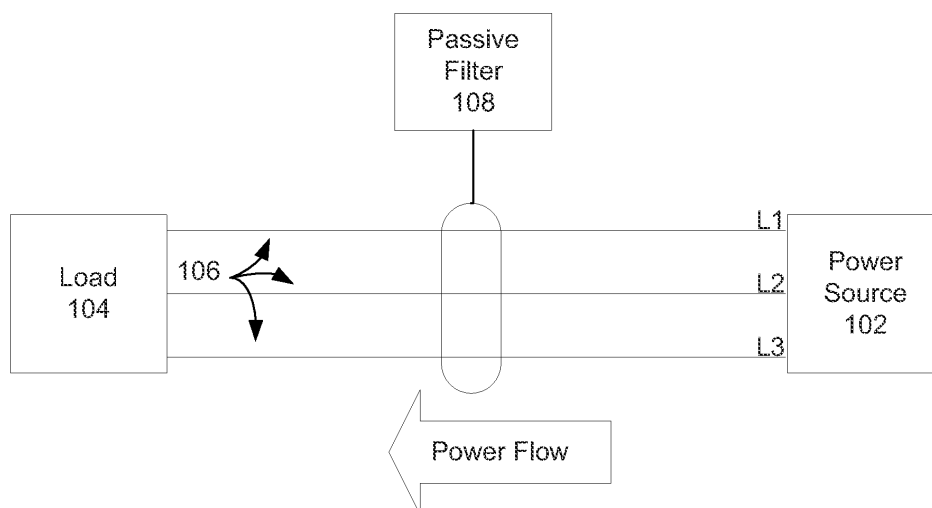 Passive
Filter
108
L1
Load
104
106
L2
Power
Source
102
L3
Power Flow